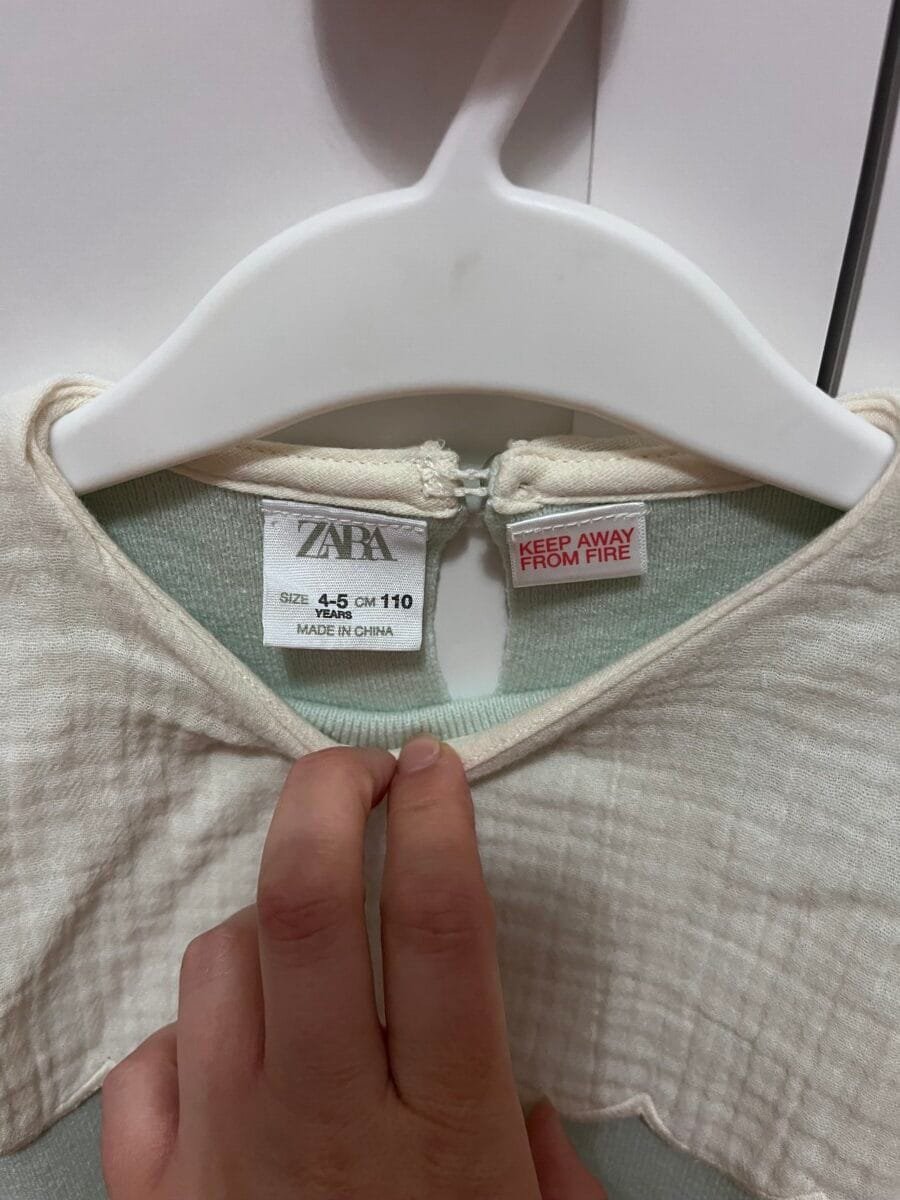 ZARA
SIZE 4-5 CM 110
YEARS
MADE IN CHINA
KEEP AWAY
FROM FIRE